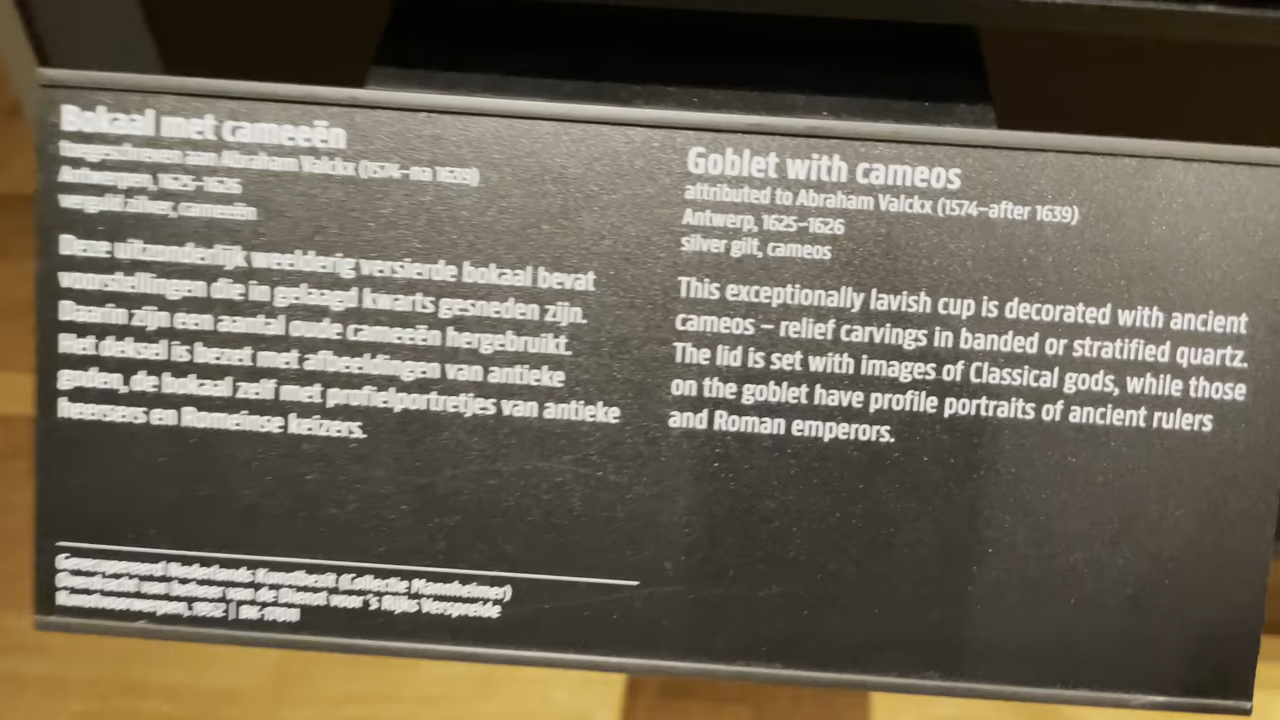 Bokaal met cameeën
Toegeschreven aan Abraham Valckx (1574–na 1639)
Antwerpen, 1625–1626
verguld zilver, cameeën
Deze uitzonderlijk weelderig versierde bokaal bevat
voorstellingen die in gelaagd kwarts gesneden zijn.
Daarin zijn een aantal oude cameeën hergebruikt.
Het deksel is bezet met afbeeldingen van antieke
goden, de bokaal zelf met profielportretjes van antieke
heersers en Romeinse keizers.
Gerecupereerd Nederlands Kunstbezit (Collectie Mannheimer)
Overdracht van Beheer van de Dienst voor 's Rijks Verspreide
Kunstvoorwerpen, 1952 |
Goblet with cameos
attributed to Abraham Valckx (1574–after 1639)
Antwerp, 1625–1626
silver gilt, cameos
This exceptionally lavish cup is decorated with ancient
cameos – relief carvings in banded or stratified quartz.
The lid is set with images of Classical gods, while those
on the goblet have profile portraits of ancient rulers
and Roman emperors.